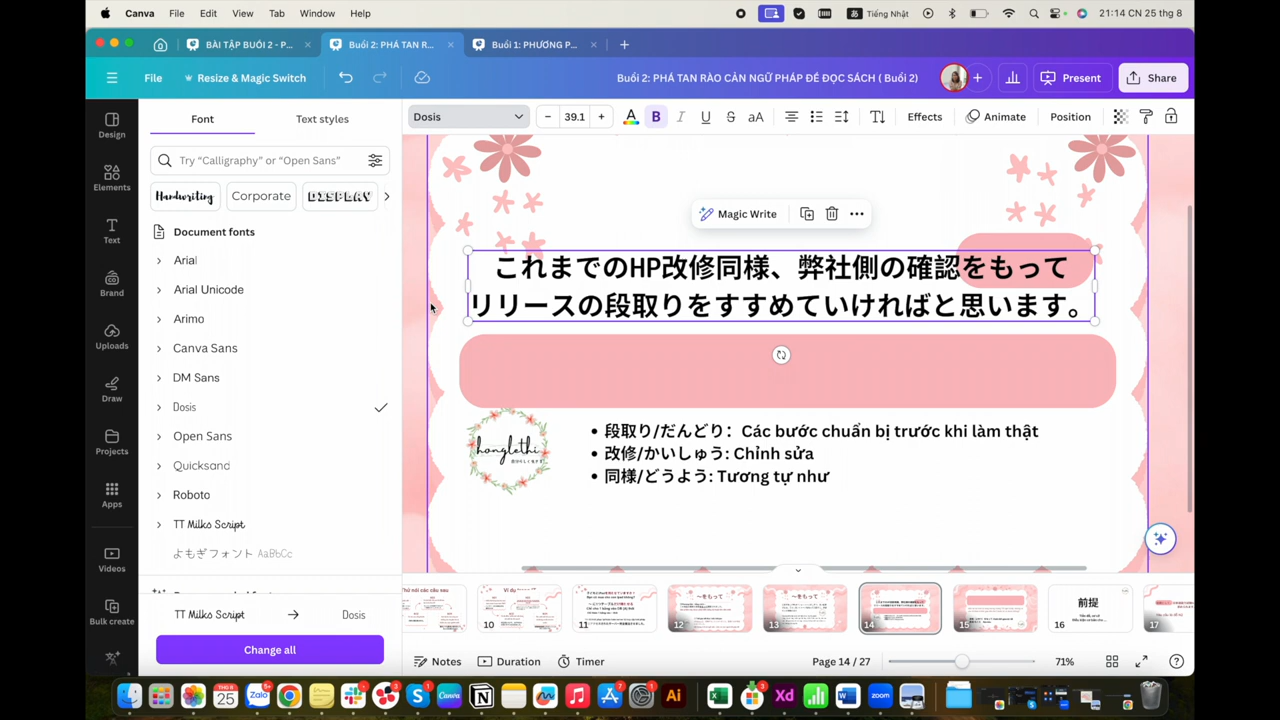 Canva File Edit View Tab Window Help Tiếng Nhật 21:14 CN 25 thg 8
BÀI TẬP BUỔI 2 - P... Buổi 2: PHÁ TAN R... Buổi 1: PHƯƠNG P...
File Resize & Magic Switch Buổi 2: PHÁ TAN RÀO CẢN NGỮ PHÁP ĐỂ ĐỌC SÁCH ( Buổi 2) Present Share
Font Text styles
Dosis 39.1 B I U S aA Effects Animate Position
Try “Calligraphy” or “Open Sans”
Handwriting Corporate DISPLAY
Design
Elements
Text
Brand
Uploads
Draw
Projects
Apps
Videos
Bulk create
Document fonts
Arial
Arial Unicode
Arimo
Canva Sans
DM Sans
Dosis
Open Sans
Quicksand
Roboto
TT Milks Script
よもぎフォント AaBbCc
TT Milks Script → Dosis
Change all
Magic Write
これまでのHP改修同様、弊社側の確認をもって
リリースの段取りをすすめていければと思います。
honglethi
• 段取り/だんどり： Các bước chuẩn bị trước khi làm thật
• 改修/かいしゅう: Chỉnh sửa
• 同様/どうよう: Tương tự như
10 11 12 13 14 15 16 17
〜をもって 〜をもって 前提
Notes Duration Timer Page 14 / 27 71%